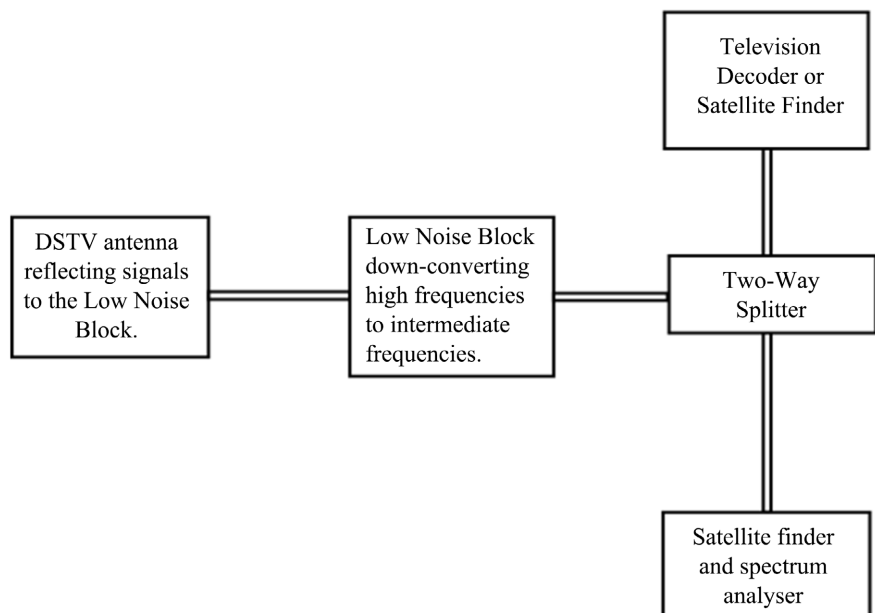 Television
Decoder or
Satellite Finder
DSTV antenna
reflecting signals
to the Low Noise
Block.
Low Noise Block
down-converting
high frequencies
to intermediate
frequencies.
Two-Way
Splitter
Satellite finder
and spectrum
analyser